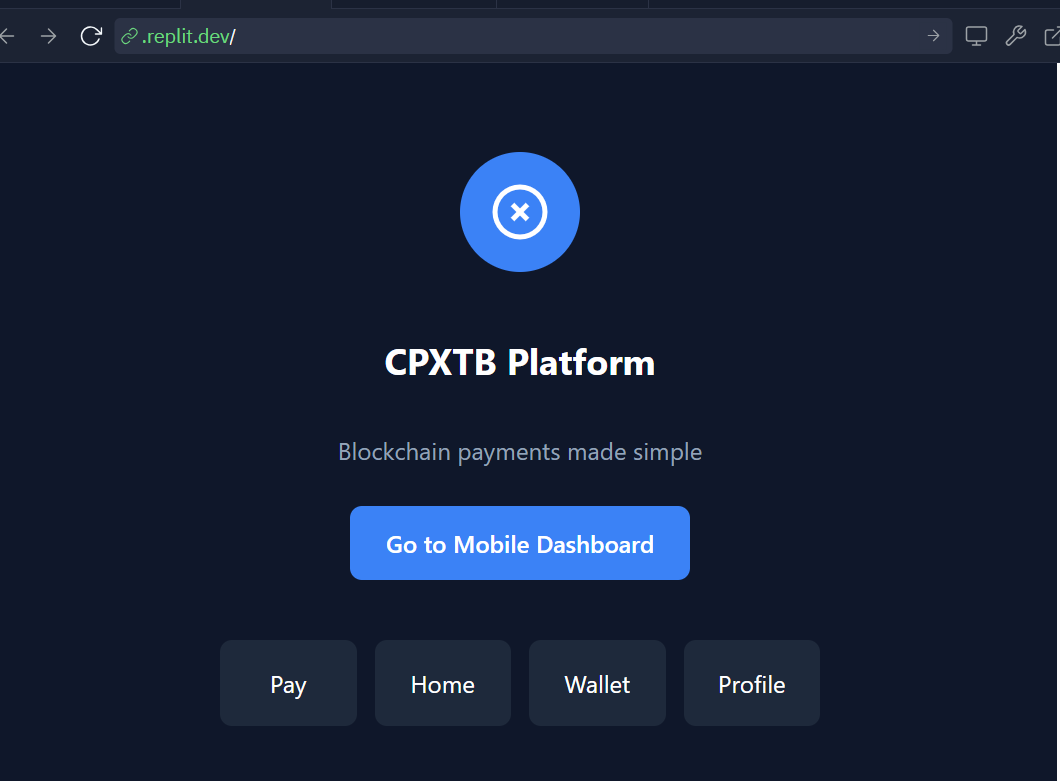 .replit.dev/
CPXTB Platform
Blockchain payments made simple
Go to Mobile Dashboard
Pay
Home
Wallet
Profile